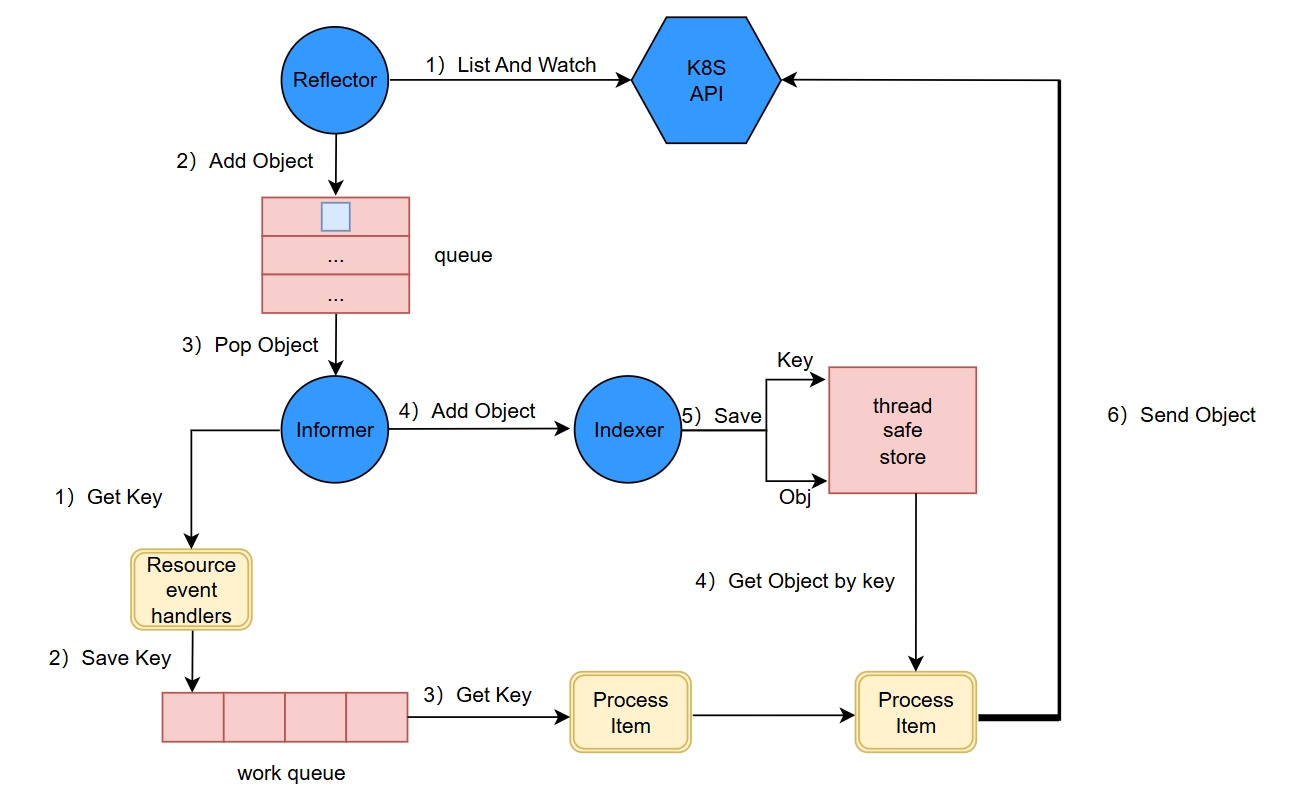 1）List And Watch
Reflector
K8S
API
2）Add Object
...
queue
...
3）Pop Object
Key
4）Add Object
Informer
Indexer
5）Save
thread
safe
store
6）Send Object
Obj
1）Get Key
Resource
event
handlers
4）Get Object by key
2）Save Key
3）Get Key
Process
Item
Process
Item
work queue